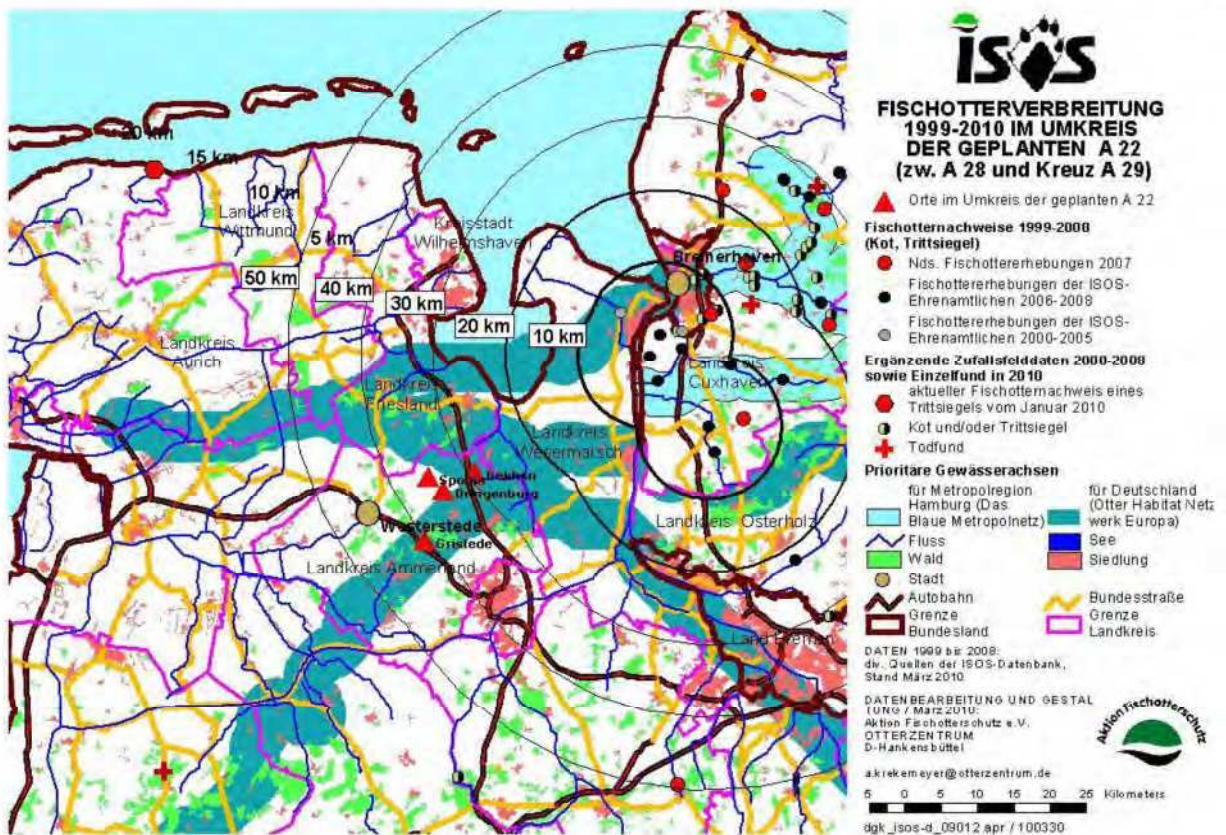 20 km
15 km
10 km
5 km
Landkreis
Wittmund
Kreisstadt
Wilhelmshaven
Bremerhaven
50 km
40 km
30 km
20 km
10 km
Landkreis
Aurich
Landkreis
Friesland
Landkreis
Cuxhaven
Landkreis
Wesermarsch
Bekhsn
Dringenburg
Westerstede
Gristede
Landkreis Osterholz
Landkreis Ammerland
Land Bremen
iSOS
FISCHOTTERVERBREITUNG
1999-2010 IM UMKREIS
DER GEPLANTEN A 22
(zw. A 28 und Kreuz A 29)
Orte im Umkreis der geplanten A 22
Fischotternachweise 1999-2008
(Kot, Trittsiegel)
Nds. Fischottererhebungen 2007
Fischottererhebungen der ISOS-
Ehrenamtlichen 2006-2008
Fischottererhebungen der ISOS-
Ehrenamtlichen 2000-2005
Ergänzende Zufallsfelddaten 2000-2008
sowie Einzelfund in 2010
aktueller Fischotternachweis eines
Trittsiegels vom Januar 2010
Kot und/oder Trittsiegel
Todfund
Prioritäre Gewässerachsen
für Metropolregion
Hamburg (Das
Blaue Metropolnetz)
für Deutschland
(Otter Habitat Netz
werk Europa)
Fluss
See
Wald
Siedlung
Stadt
Autobahn
Bundesstraße
Grenze
Bundesland
Grenze
Landkreis
DATEN 1999 bis 2008:
div. Quellen der ISOS-Datenbank,
Stand März 2010
DATENBEARBEITUNG UND GESTAL
TUNG / März 2010:
Aktion Fischotterschutz e.V.
OTTERZENTRUM
D-Hankensbüttel
Aktion Fischotterschutz
a.krekemeyer@otterzentrum.de
5 0 5 10 15 20 25 Kilometers
dgk_isos-d_09012.apr / 100330